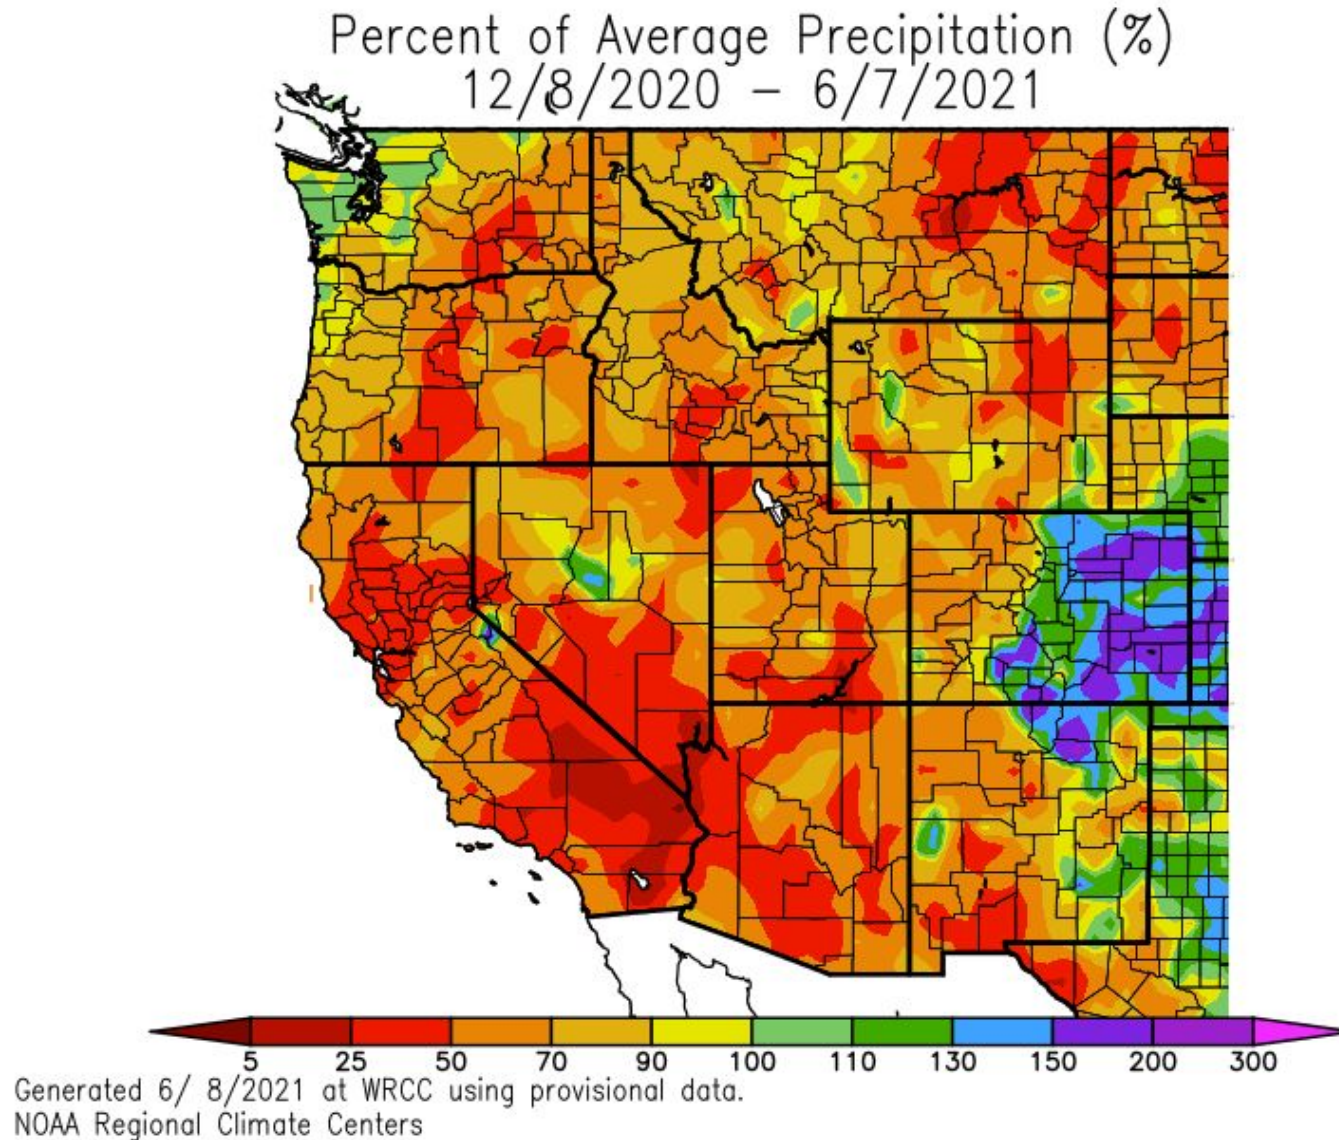 Percent of Average Precipitation (%)
12/8/2020 – 6/7/2021
5 25 50 70 90 100 110 130 150 200 300
Generated 6/ 8/2021 at WRCC using provisional data.
NOAA Regional Climate Centers